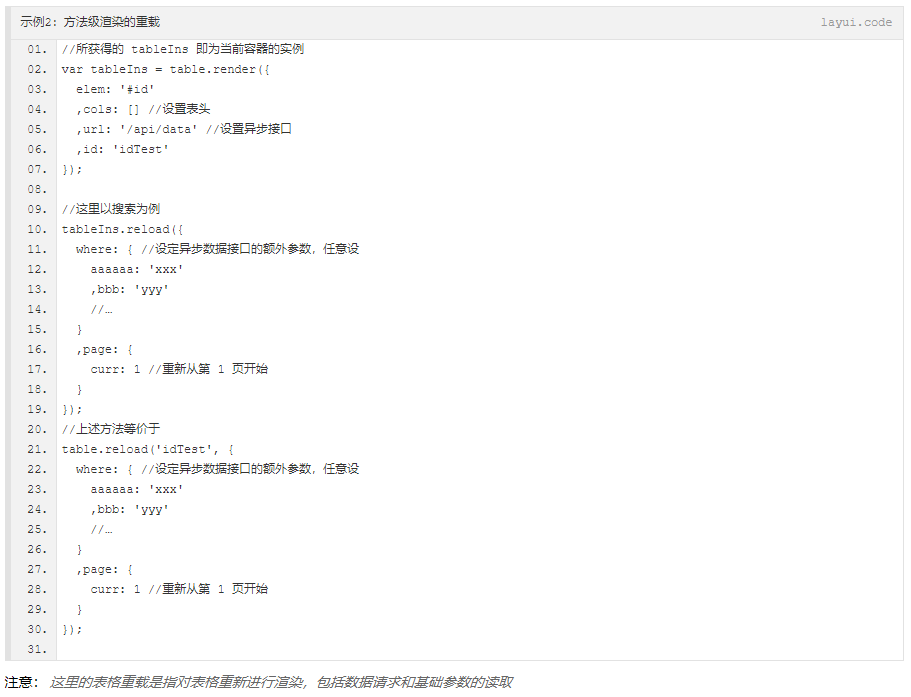 示例2：方法级渲染的重载 layui.code
01. //所获得的 tableIns 即为当前容器的实例
02. var tableIns = table.render({
03.   elem: '#id'
04.   ,cols: [] //设置表头
05.   ,url: '/api/data' //设置异步接口
06.   ,id: 'idTest'
07. });
08.
09. //这里以搜索为例
10. tableIns.reload({
11.   where: { //设定异步数据接口的额外参数，任意设
12.     aaaaaa: 'xxx'
13.     ,bbb: 'yyy'
14.     //…
15.   }
16.   ,page: {
17.     curr: 1 //重新从第 1 页开始
18.   }
19. });
20. //上述方法等价于
21. table.reload('idTest', {
22.   where: { //设定异步数据接口的额外参数，任意设
23.     aaaaaa: 'xxx'
24.     ,bbb: 'yyy'
25.     //…
26.   }
27.   ,page: {
28.     curr: 1 //重新从第 1 页开始
29.   }
30. });
31.
注意： 这里的表格重载是指对表格重新进行渲染，包括数据请求和基础参数的读取